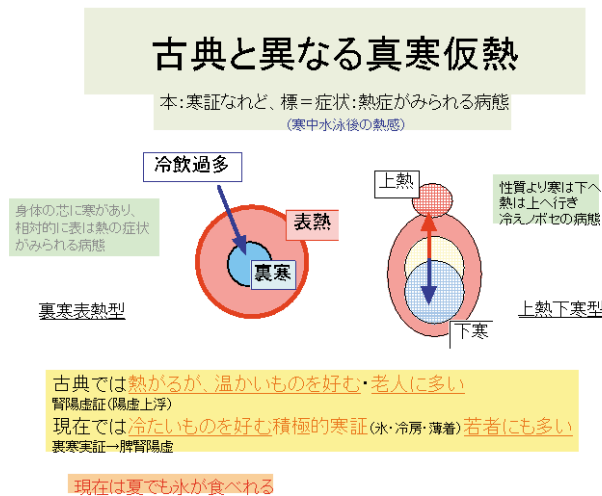 古典と異なる真寒仮熱
本:寒証なれど、標＝症状:熱症がみられる病態
(寒中水泳後の熱感)
冷飲過多
身体の芯に寒があり、
相対的に表は熱の症状
がみられる病態
表熱
裏寒
裏寒表熱型
上熱
性質より寒は下へ
熱は上へ行き
冷えノボセの病態
下寒
上熱下寒型
古典では熱がるが、温かいものを好む・老人に多い
腎陽虚証(陽虚上浮)
現在では冷たいものを好む積極的寒証(氷・冷房・薄着)若者にも多い
裏寒実証→脾腎陽虚
現在は夏でも氷が食べれる